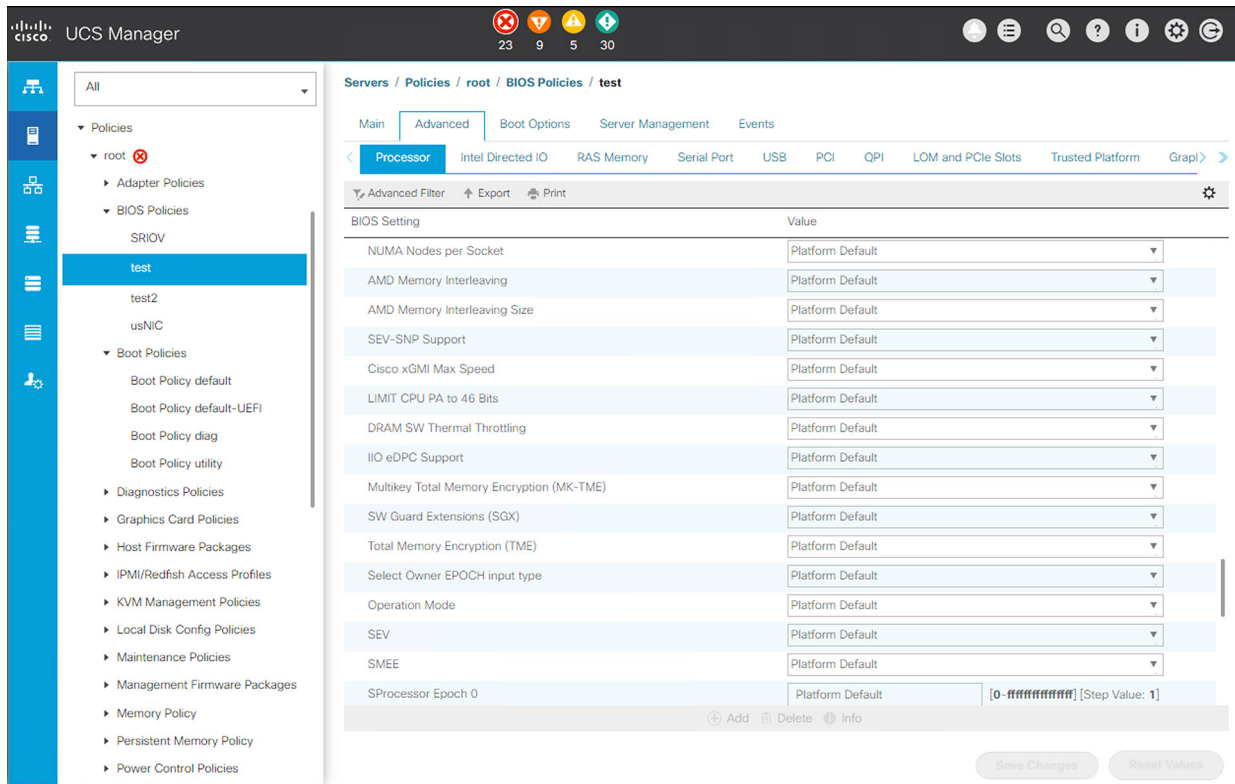 CISCO UCS Manager
23 9 5 30
All
Policies
root
Adapter Policies
BIOS Policies
SRIOV
test
test2
usNIC
Boot Policies
Boot Policy default
Boot Policy default-UEFI
Boot Policy diag
Boot Policy utility
Diagnostics Policies
Graphics Card Policies
Host Firmware Packages
IPMI/Redfish Access Profiles
KVM Management Policies
Local Disk Config Policies
Maintenance Policies
Management Firmware Packages
Memory Policy
Persistent Memory Policy
Power Control Policies
Servers / Policies / root / BIOS Policies / test
Main Advanced Boot Options Server Management Events
Processor Intel Directed IO RAS Memory Serial Port USB PCI QPI LOM and PCIe Slots Trusted Platform Graph
Advanced Filter Export Print
BIOS Setting Value
NUMA Nodes per Socket Platform Default
AMD Memory Interleaving Platform Default
AMD Memory Interleaving Size Platform Default
SEV-SNP Support Platform Default
Cisco xGMI Max Speed Platform Default
LIMIT CPU PA to 46 Bits Platform Default
DRAM SW Thermal Throttling Platform Default
IIO eDPC Support Platform Default
Multikey Total Memory Encryption (MK-TME) Platform Default
SW Guard Extensions (SGX) Platform Default
Total Memory Encryption (TME) Platform Default
Select Owner EPOCH input type Platform Default
Operation Mode Platform Default
SEV Platform Default
SMEE Platform Default
SProcessor Epoch 0 Platform Default [0-ffffffffffffffff] [Step Value: 1]
Add Delete Info
Save Changes Reset Values